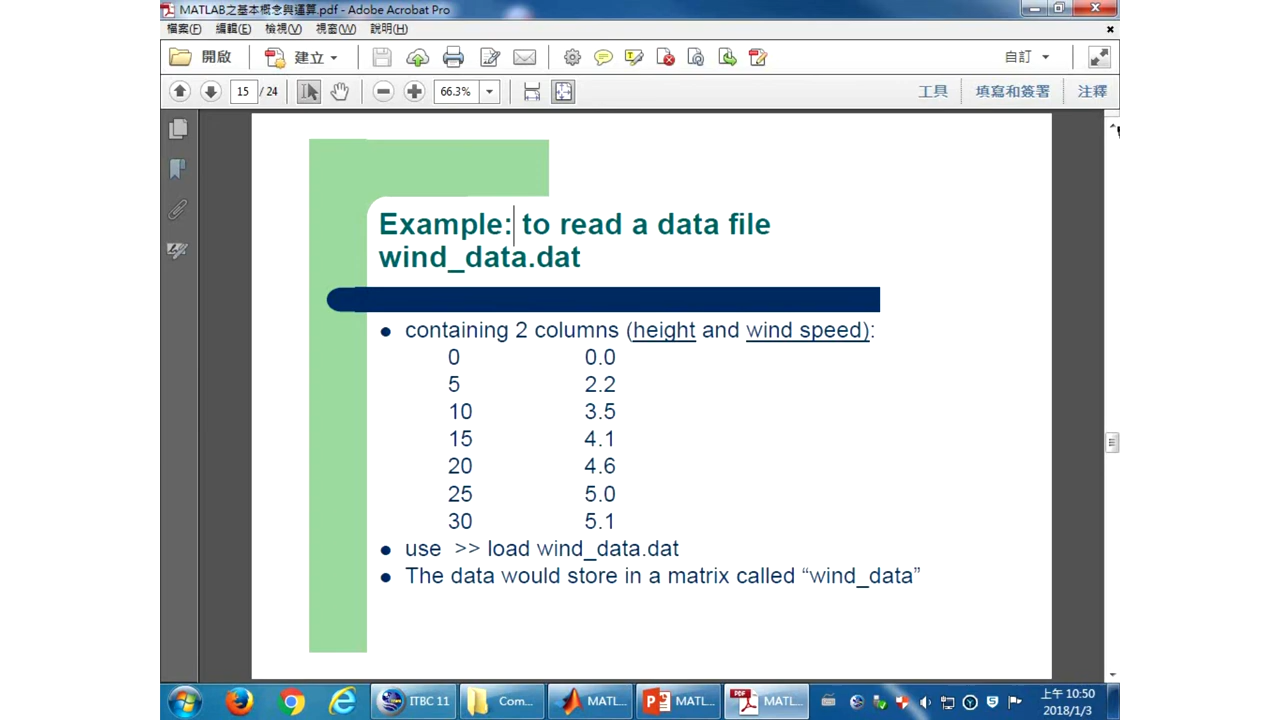 MATLAB之基本概念與運算.pdf - Adobe Acrobat Pro
檔案(F) 編輯(E) 檢視(V) 視窗(W) 說明(H)
開啟 建立 自訂
15 / 24 66.3% 工具 填寫和簽署 注釋
Example: to read a data file
wind_data.dat
containing 2 columns (height and wind speed):
0 0.0
5 2.2
10 3.5
15 4.1
20 4.6
25 5.0
30 5.1
use >> load wind_data.dat
The data would store in a matrix called “wind_data”
ITBC 11 Com... MATL... MATL... MATL... 上午 10:50
2018/1/3